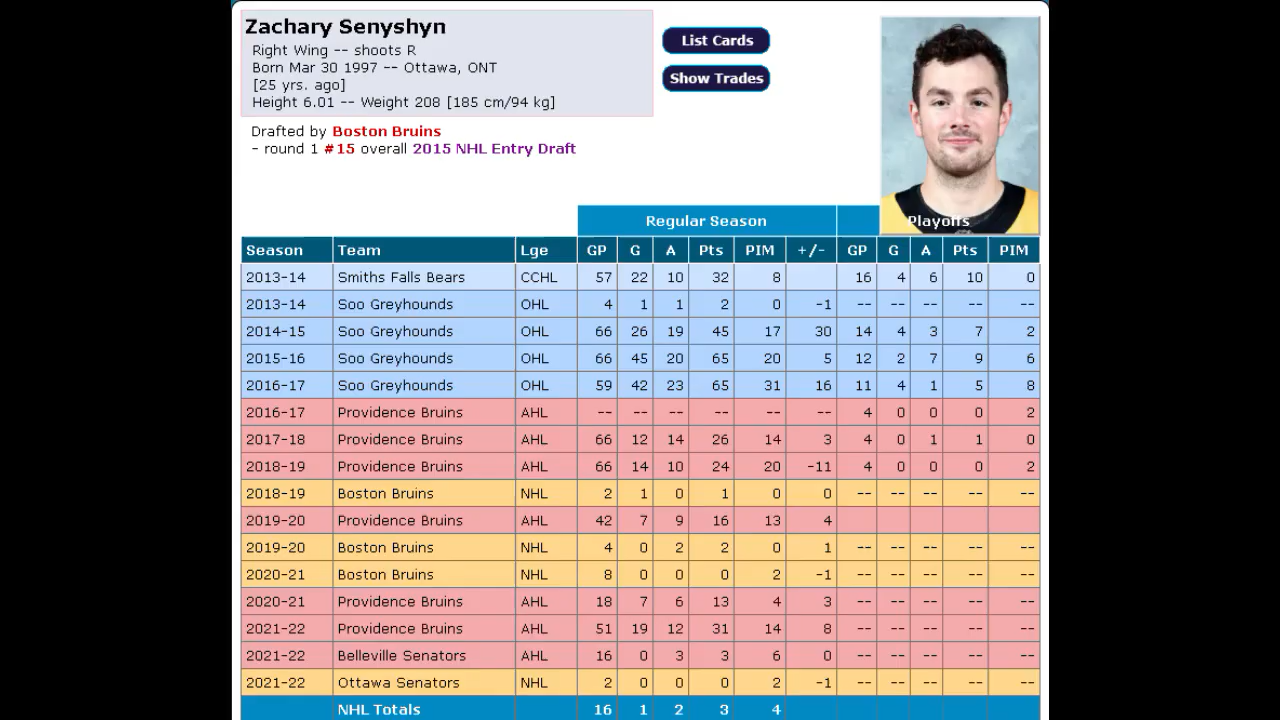 Zachary Senyshyn
Right Wing -- shoots R
Born Mar 30 1997 -- Ottawa, ONT
[25 yrs. ago]
Height 6.01 -- Weight 208 [185 cm/94 kg]
List Cards
Show Trades
Drafted by Boston Bruins
- round 1 #15 overall 2015 NHL Entry Draft
Regular Season Playoffs
Season Team Lge GP G A Pts PIM +/- GP G A Pts PIM
2013-14 Smiths Falls Bears CCHL 57 22 10 32 8 16 4 6 10 0
2013-14 Soo Greyhounds OHL 4 1 1 2 0 -1 -- -- -- -- --
2014-15 Soo Greyhounds OHL 66 26 19 45 17 30 14 4 3 7 2
2015-16 Soo Greyhounds OHL 66 45 20 65 20 5 12 2 7 9 6
2016-17 Soo Greyhounds OHL 59 42 23 65 31 16 11 4 1 5 8
2016-17 Providence Bruins AHL -- -- -- -- -- -- 4 0 0 0 2
2017-18 Providence Bruins AHL 66 12 14 26 14 3 4 0 1 1 0
2018-19 Providence Bruins AHL 66 14 10 24 20 -11 4 0 0 0 2
2018-19 Boston Bruins NHL 2 1 0 1 0 0 -- -- -- -- --
2019-20 Providence Bruins AHL 42 7 9 16 13 4
2019-20 Boston Bruins NHL 4 0 2 2 0 1 -- -- -- -- --
2020-21 Boston Bruins NHL 8 0 0 0 2 -1 -- -- -- -- --
2020-21 Providence Bruins AHL 18 7 6 13 4 3 -- -- -- -- --
2021-22 Providence Bruins AHL 51 19 12 31 14 8 -- -- -- -- --
2021-22 Belleville Senators AHL 16 0 3 3 6 0 -- -- -- -- --
2021-22 Ottawa Senators NHL 2 0 0 0 2 -1 -- -- -- -- --
NHL Totals 16 1 2 3 4